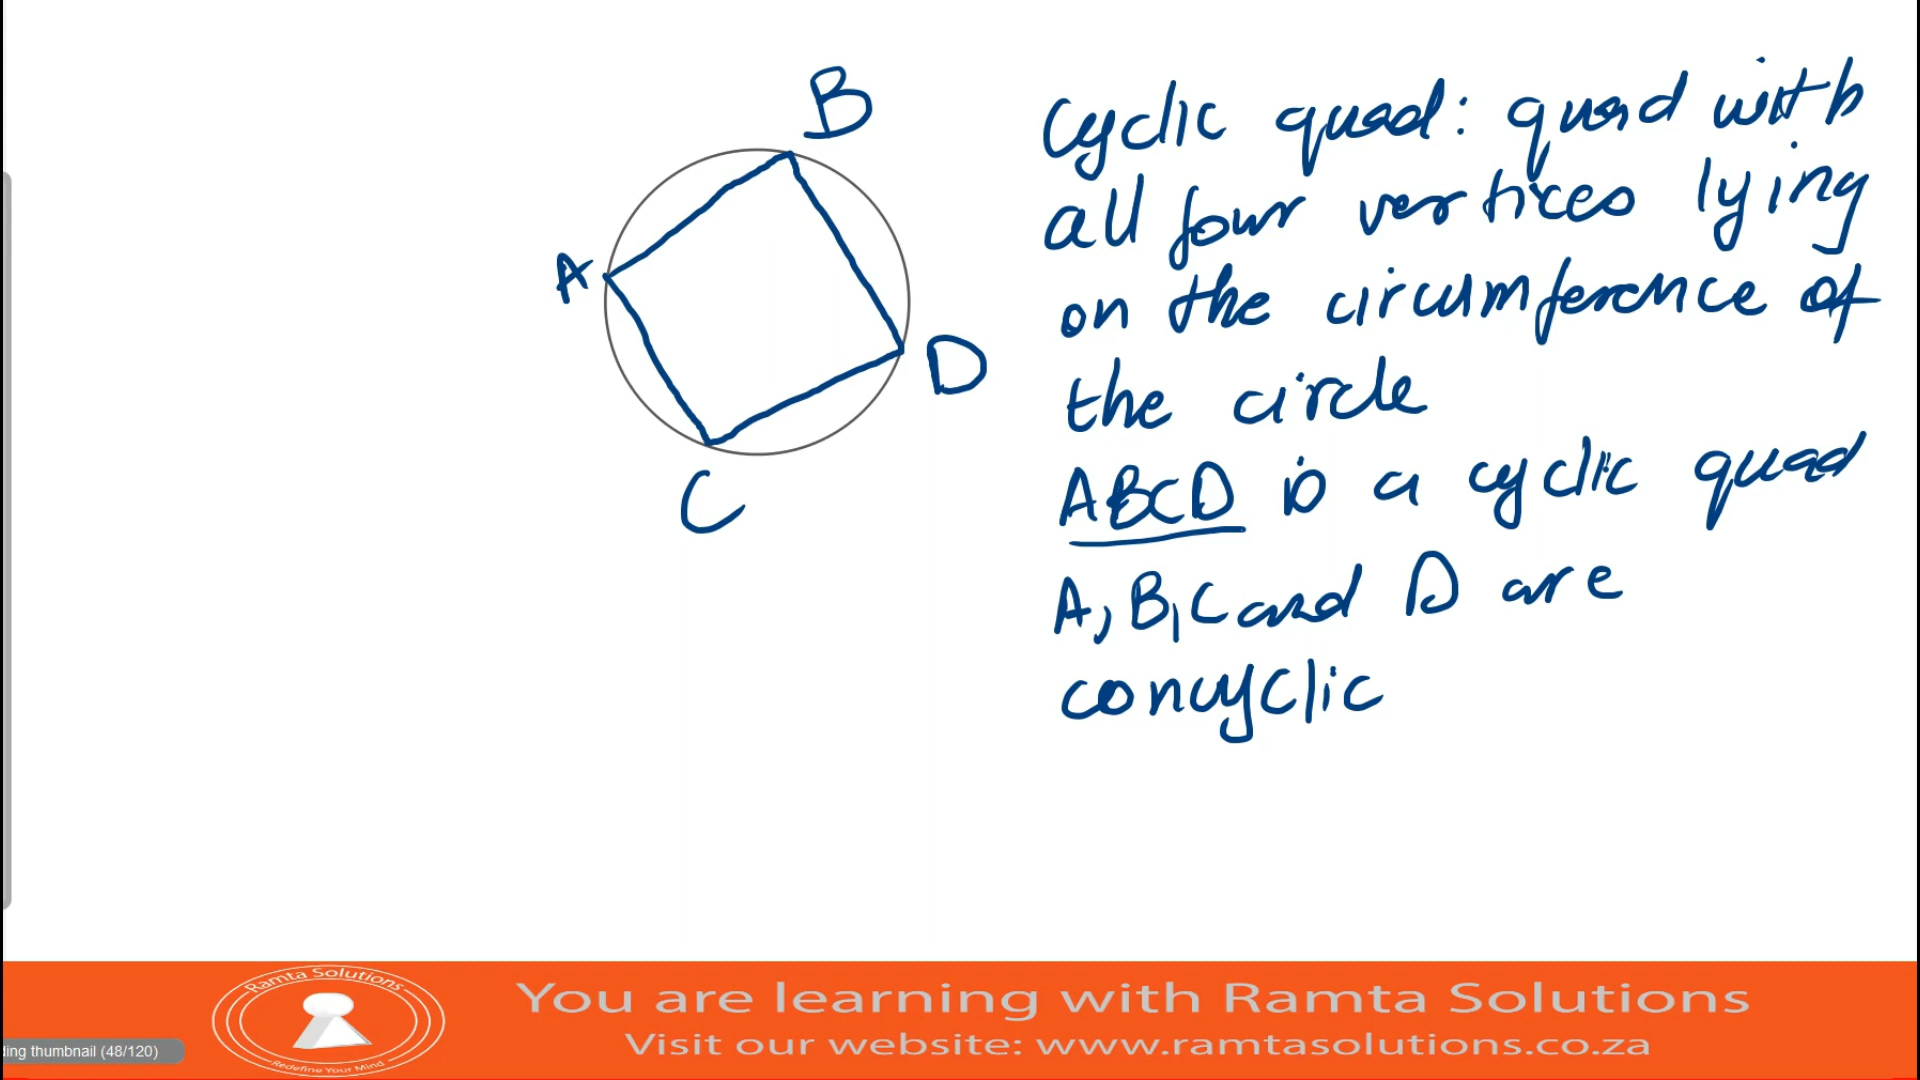 B
A
D
C
Cyclic quad: quad with
all four vertices lying
on the circumference of
the circle
ABCD is a cyclic quad
A, B, C and D are
concyclic
Ramta Solutions
Redefine Your Mind
You are learning with Ramta Solutions
Visit our website: www.ramtasolutions.co.za
ding thumbnail (48/120)